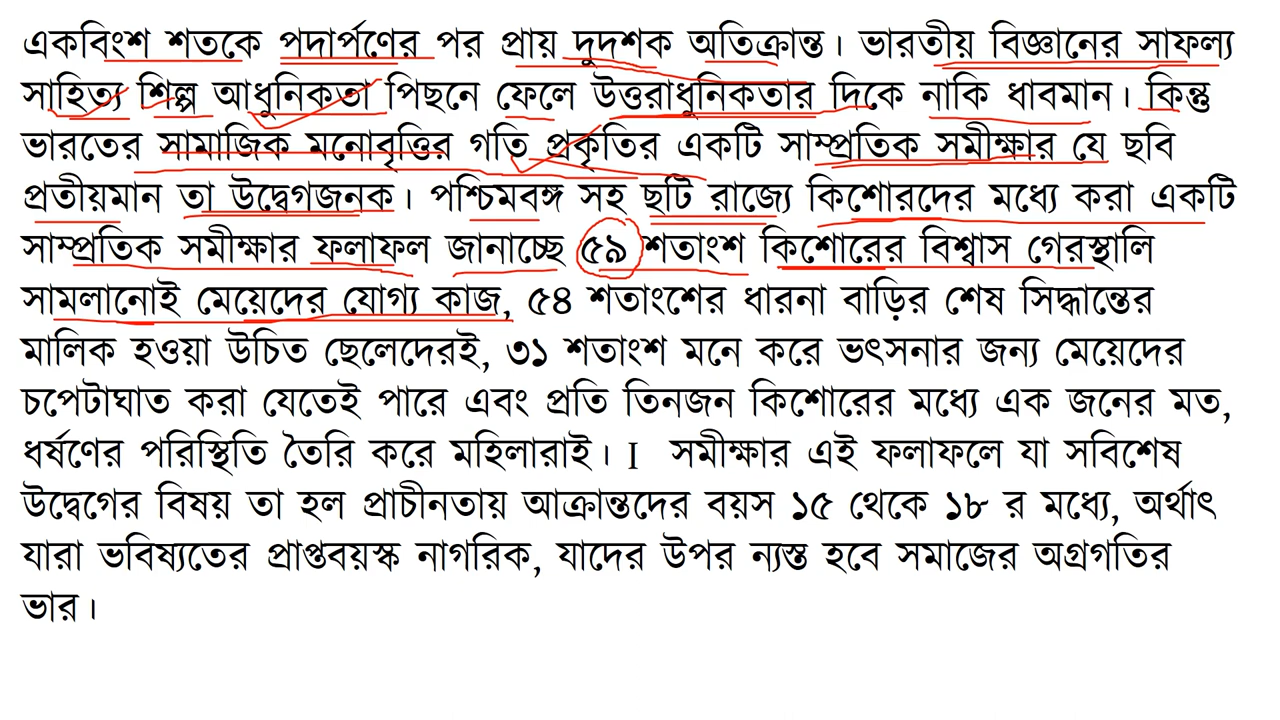 একবিংশ শতকে পদার্পণের পর প্রায় দুদশক অতিক্রান্ত। ভারতীয় বিজ্ঞানের সাফল্য
সাহিত্য শিল্প আধুনিকতা পিছনে ফেলে উত্তরাধুনিকতার দিকে নাকি ধাবমান। কিন্তু
ভারতের সামাজিক মনোবৃত্তির গতি প্রকৃতির একটি সাম্প্রতিক সমীক্ষার যে ছবি
প্রতীয়মান তা উদ্বেগজনক। পশ্চিমবঙ্গ সহ ছটি রাজ্যে কিশোরদের মধ্যে করা একটি
সাম্প্রতিক সমীক্ষার ফলাফল জানাচ্ছে ৫৯ শতাংশ কিশোরের বিশ্বাস গেরস্থালি
সামলানোই মেয়েদের যোগ্য কাজ, ৫৪ শতাংশের ধারনা বাড়ির শেষ সিদ্ধান্তের
মালিক হওয়া উচিত ছেলেদেরই, ৩১ শতাংশ মনে করে ভৎসনার জন্য মেয়েদের
চপেটাঘাত করা যেতেই পারে এবং প্রতি তিনজন কিশোরের মধ্যে এক জনের মত,
ধর্ষণের পরিস্থিতি তৈরি করে মহিলারাই। I সমীক্ষার এই ফলাফলে যা সবিশেষ
উদ্বেগের বিষয় তা হল প্রাচীনতায় আক্রান্তদের বয়স ১৫ থেকে ১৮ র মধ্যে, অর্থাৎ
যারা ভবিষ্যতের প্রাপ্তবয়স্ক নাগরিক, যাদের উপর ন্যস্ত হবে সমাজের অগ্রগতির
ভার।